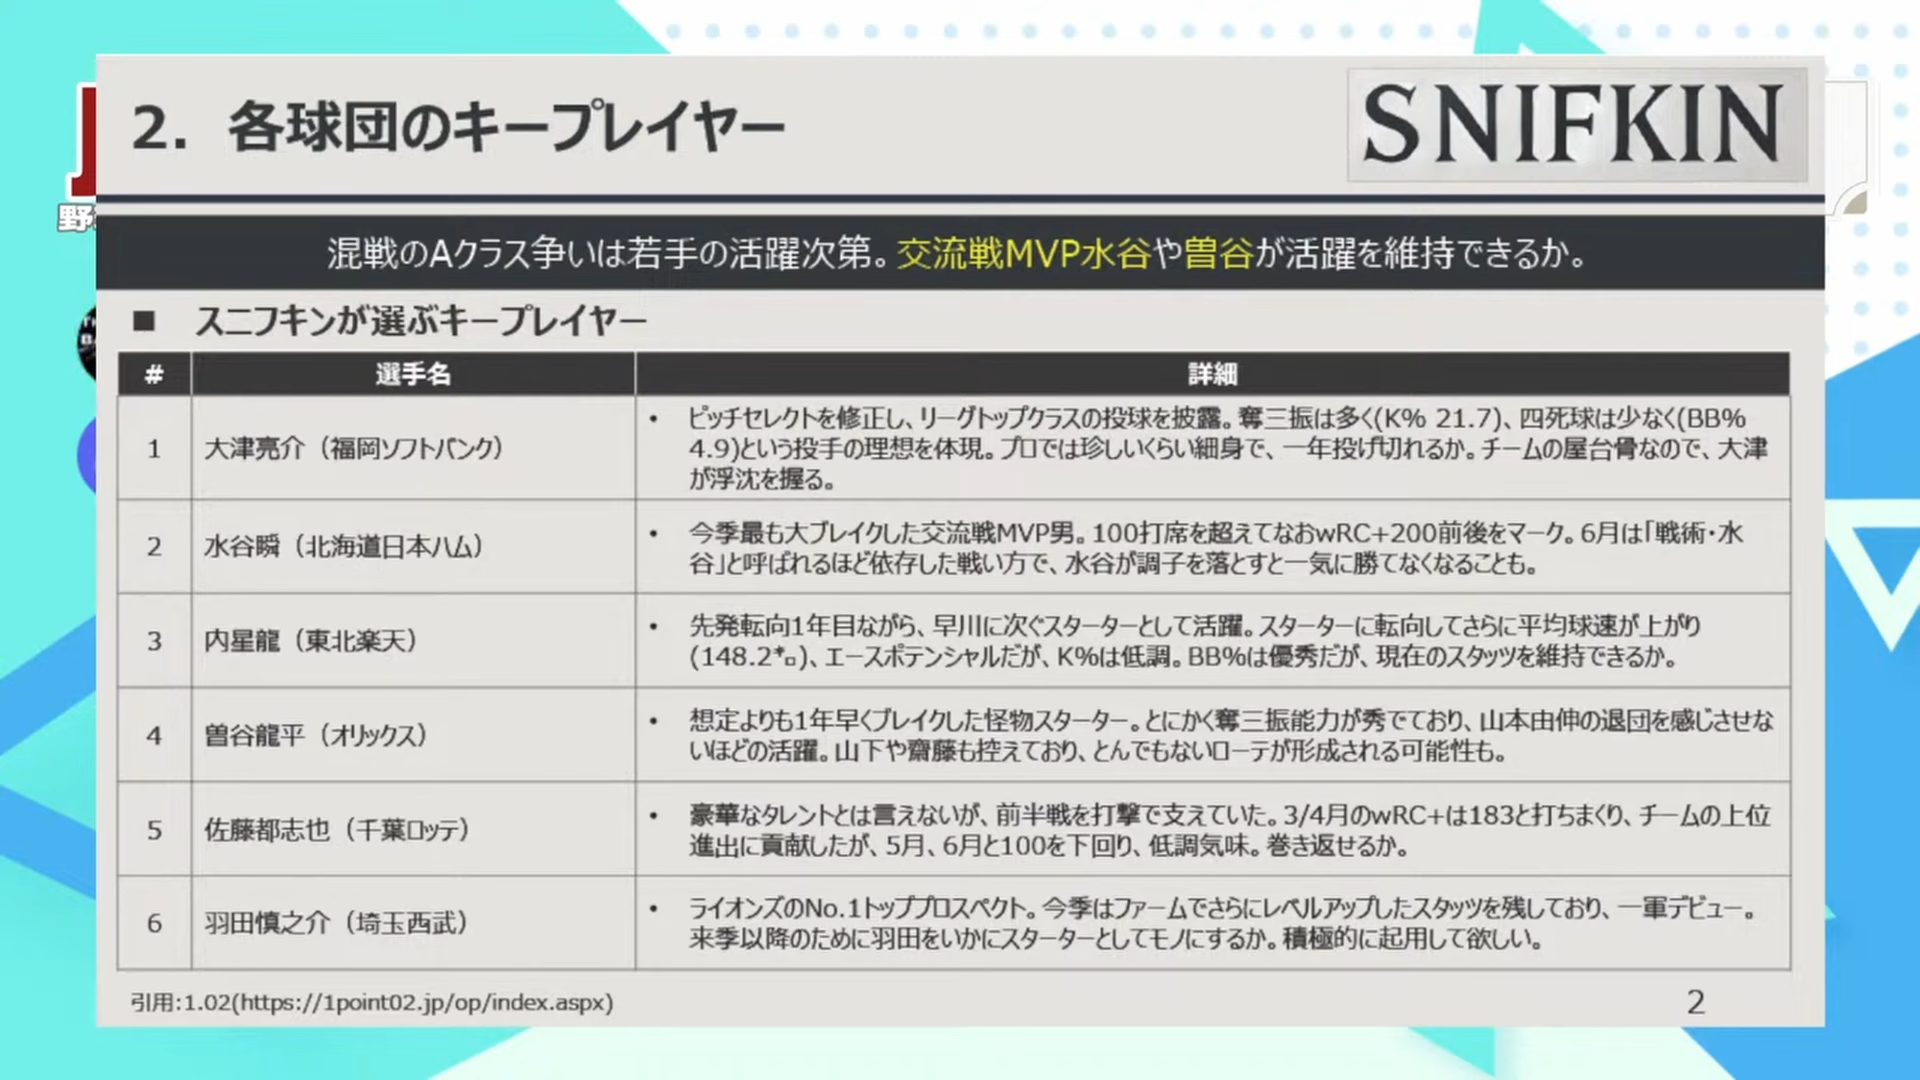 2. 各球団のキープレイヤー
SNIFKIN
野
混戦のAクラス争いは若手の活躍次第。交流戦MVP水谷や曽谷が活躍を維持できるか。
■ スニフキンが選ぶキープレイヤー
# 選手名 詳細
1 大津亮介（福岡ソフトバンク）
• ピッチセレクトを修正し、リーグトップクラスの投球を披露。奪三振は多く(K% 21.7)、四死球は少なく(BB%
4.9)という投手の理想を体現。プロでは珍しいくらい細身で、一年投げ切れるか。チームの屋台骨なので、大津
が浮沈を握る。
2 水谷瞬（北海道日本ハム）
• 今季最も大ブレイクした交流戦MVP男。100打席を超えてなおwRC+200前後をマーク。6月は「戦術・水
谷」と呼ばれるほど依存した戦い方で、水谷が調子を落とすと一気に勝てなくなることも。
3 内星龍（東北楽天）
• 先発転向1年目ながら、早川に次ぐスターターとして活躍。スターターに転向してさらに平均球速が上がり
(148.2㌔)、エースポテンシャルだが、K%は低調。BB%は優秀だが、現在のスタッツを維持できるか。
4 曽谷龍平（オリックス）
• 想定よりも1年早くブレイクした怪物スターター。とにかく奪三振能力が秀でており、山本由伸の退団を感じさせな
いほどの活躍。山下や齋藤も控えており、とんでもないローテが形成される可能性も。
5 佐藤都志也（千葉ロッテ）
• 豪華なタレントとは言えないが、前半戦を打撃で支えていた。3/4月のwRC+は183と打ちまくり、チームの上位
進出に貢献したが、5月、6月と100を下回り、低調気味。巻き返せるか。
6 羽田慎之介（埼玉西武）
• ライオンズのNo.1トッププロスペクト。今季はファームでさらにレベルアップしたスタッツを残しており、一軍デビュー。
来季以降のために羽田をいかにスターターとしてモノにするか。積極的に起用して欲しい。
引用:1.02(https://1point02.jp/op/index.aspx)
2